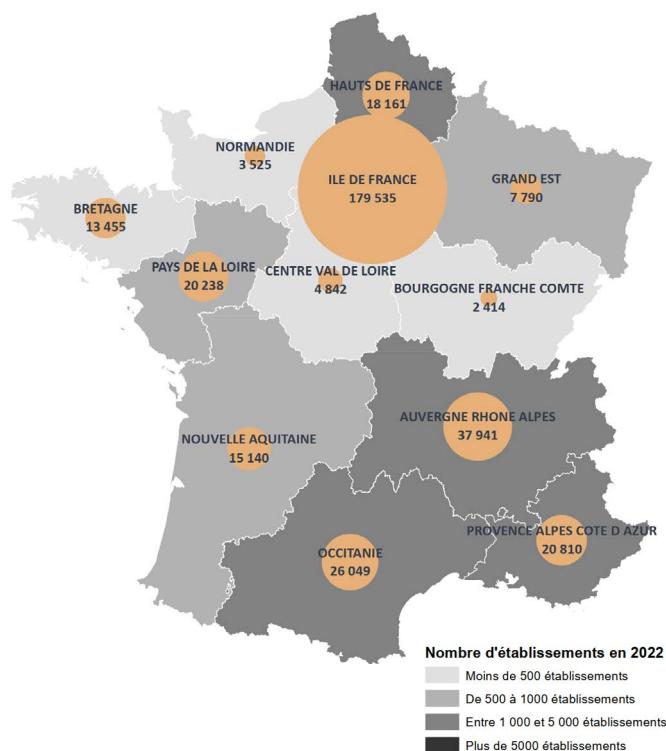 HAUTS DE FRANCE
18 161
NORMANDIE
3 525
ILE DE FRANCE
179 535
GRAND EST
7 790
BRETAGNE
13 455
PAYS DE LA LOIRE
20 238
CENTRE VAL DE LOIRE
4 842
BOURGOGNE FRANCHE COMTE
2 414
AUVERGNE RHONE ALPES
37 941
NOUVELLE AQUITAINE
15 140
PROVENCE ALPES COTE D AZUR
20 810
OCCITANIE
26 049
Nombre d'établissements en 2022
Moins de 500 établissements
De 500 à 1000 établissements
Entre 1 000 et 5 000 établissements
Plus de 5000 établissements